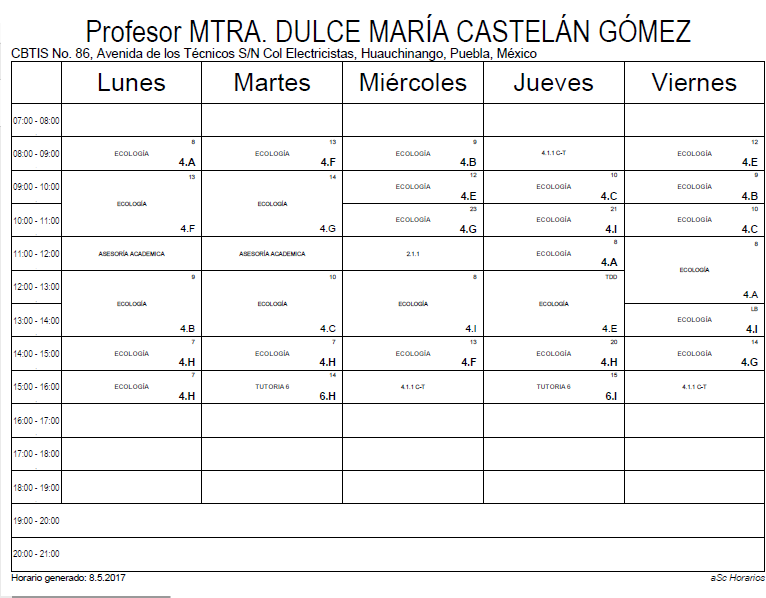 Profesor MTRA. DULCE MARÍA CASTELÁN GÓMEZ
CBTIS No. 86, Avenida de los Técnicos S/N Col Electricistas, Huauchinango, Puebla, México
Lunes Martes Miércoles Jueves Viernes
07:00 - 08:00
08:00 - 09:00 ECOLOGÍA 8 4.A ECOLOGÍA 13 4.F ECOLOGÍA 9 4.B 4.1.1 C-T ECOLOGÍA 12 4.E
09:00 - 10:00 ECOLOGÍA 13 4.F ECOLOGÍA 14 4.G ECOLOGÍA 12 4.E ECOLOGÍA 10 4.C ECOLOGÍA 9 4.B
10:00 - 11:00 ECOLOGÍA 23 4.G ECOLOGÍA 21 4.I ECOLOGÍA 10 4.C
11:00 - 12:00 ASESORÍA ACADEMICA ASESORÍA ACADEMICA 2.1.1 ECOLOGÍA 8 4.A ECOLOGÍA 8 4.A
12:00 - 13:00 ECOLOGÍA 9 4.B ECOLOGÍA 10 4.C ECOLOGÍA 8 4.I ECOLOGÍA TDD 4.E
13:00 - 14:00 ECOLOGÍA LB 4.I
14:00 - 15:00 ECOLOGÍA 7 4.H ECOLOGÍA 7 4.H ECOLOGÍA 13 4.F ECOLOGÍA 20 4.H ECOLOGÍA 14 4.G
15:00 - 16:00 ECOLOGÍA 7 4.H TUTORIA 6 14 6.H 4.1.1 C-T TUTORIA 6 15 6.I 4.1.1 C-T
16:00 - 17:00
17:00 - 18:00
18:00 - 19:00
19:00 - 20:00
20:00 - 21:00
Horario generado: 8.5.2017 aSc Horarios